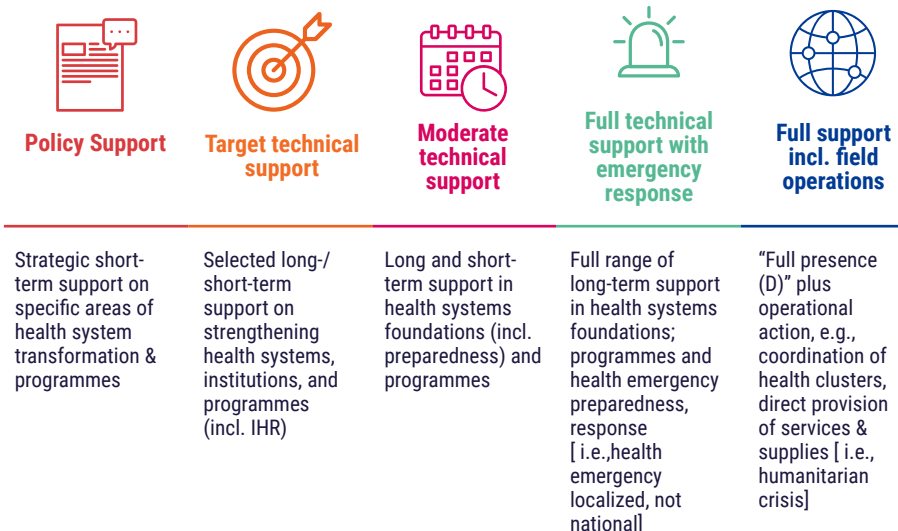 Policy Support
Target technical
support
Moderate
technical
support
Full technical
support with
emergency
response
Full support
incl. field
operations
Strategic short-
term support on
specific areas of
health system
transformation &
programmes
Selected long-/
short-term
support on
strengthening
health systems,
institutions, and
programmes
(incl. IHR)
Long and short-
term support in
health systems
foundations (incl.
preparedness) and
programmes
Full range of
long-term support
in health systems
foundations;
programmes and
health emergency
preparedness,
response
[ i.e.,health
emergency
localized, not
national]
“Full presence
(D)” plus
operational
action, e.g.,
coordination of
health clusters,
direct provision
of services &
supplies [ i.e.,
humanitarian
crisis]